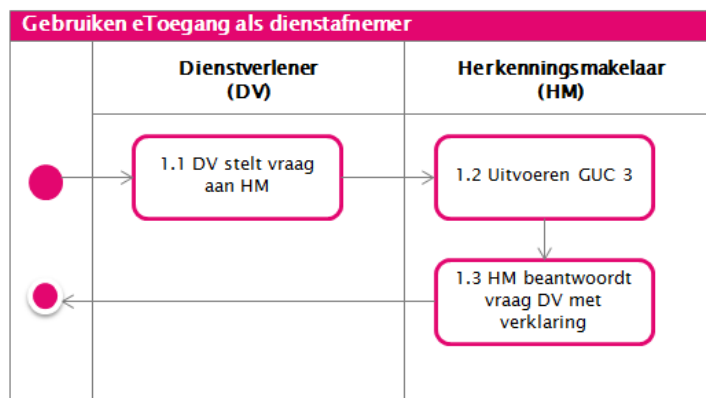 Gebruiken eToegang als dienstafnemer
Dienstverlener
(DV)
Herkenningsmakelaar
(HM)
1.1 DV stelt vraag
aan HM
1.2 Uitvoeren GUC 3
1.3 HM beantwoordt
vraag DV met
verklaring